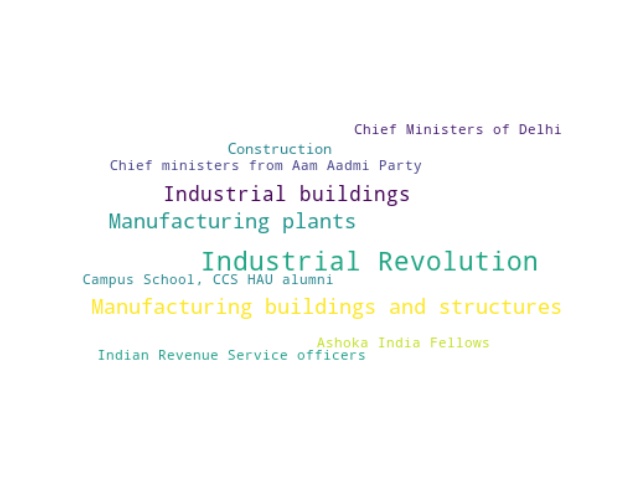 Chief Ministers of Delhi
Construction
Chief ministers from Aam Aadmi Party
Industrial buildings
Manufacturing plants
Industrial Revolution
Campus School, CCS HAU alumni
Manufacturing buildings and structures
Ashoka India Fellows
Indian Revenue Service officers